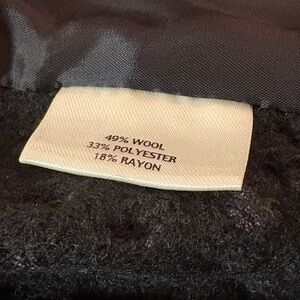 49% WOOL
33% POLYESTER
18% RAYON